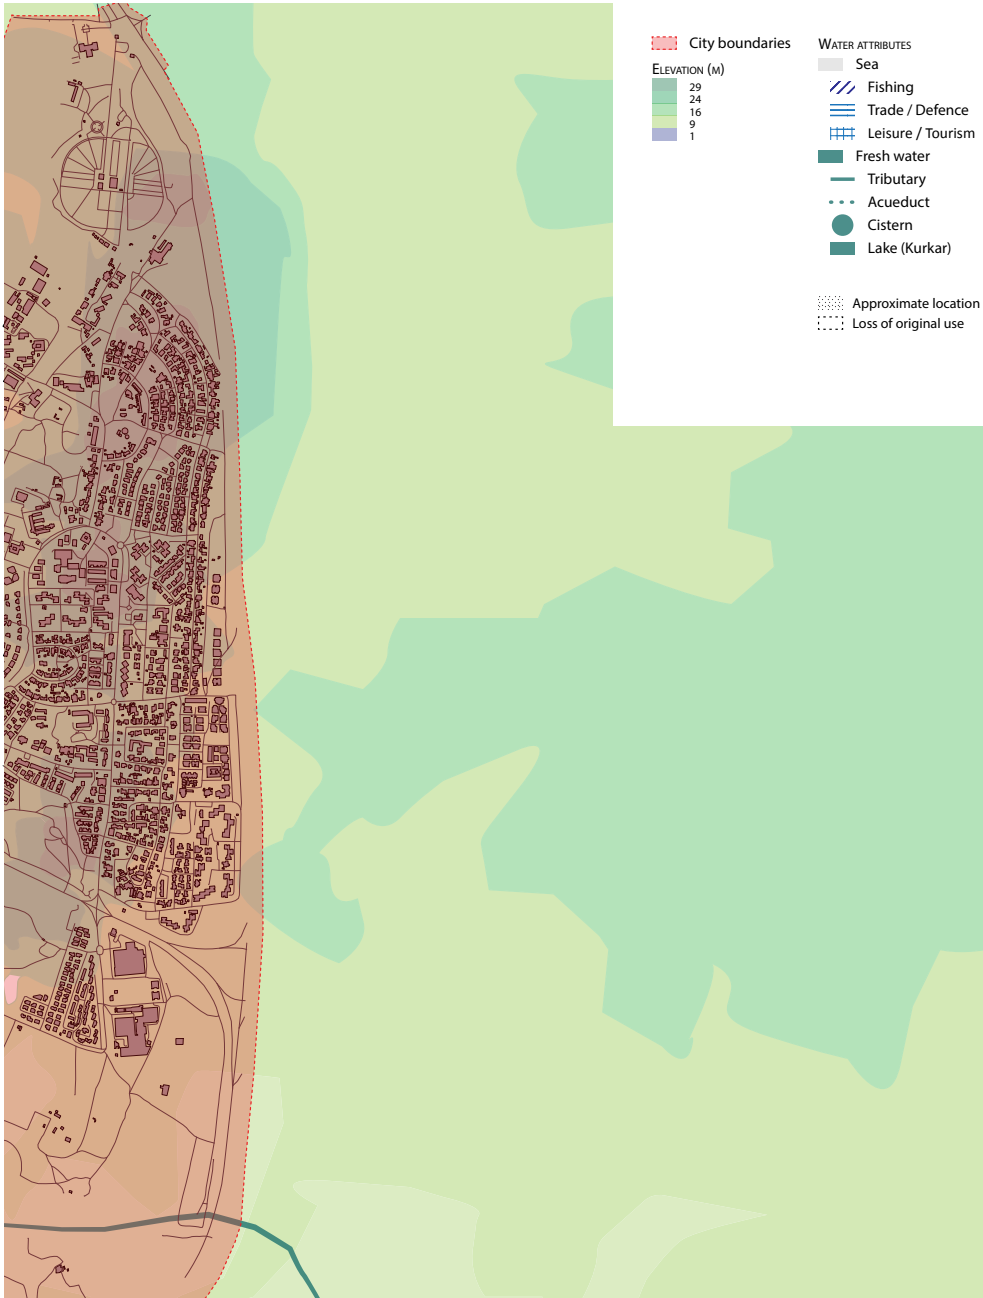 City boundaries
ELEVATION (M)
29
24
16
9
1
WATER ATTRIBUTES
Sea
Fishing
Trade / Defence
Leisure / Tourism
Fresh water
Tributary
Acueduct
Cistern
Lake (Kurkar)
Approximate location
Loss of original use